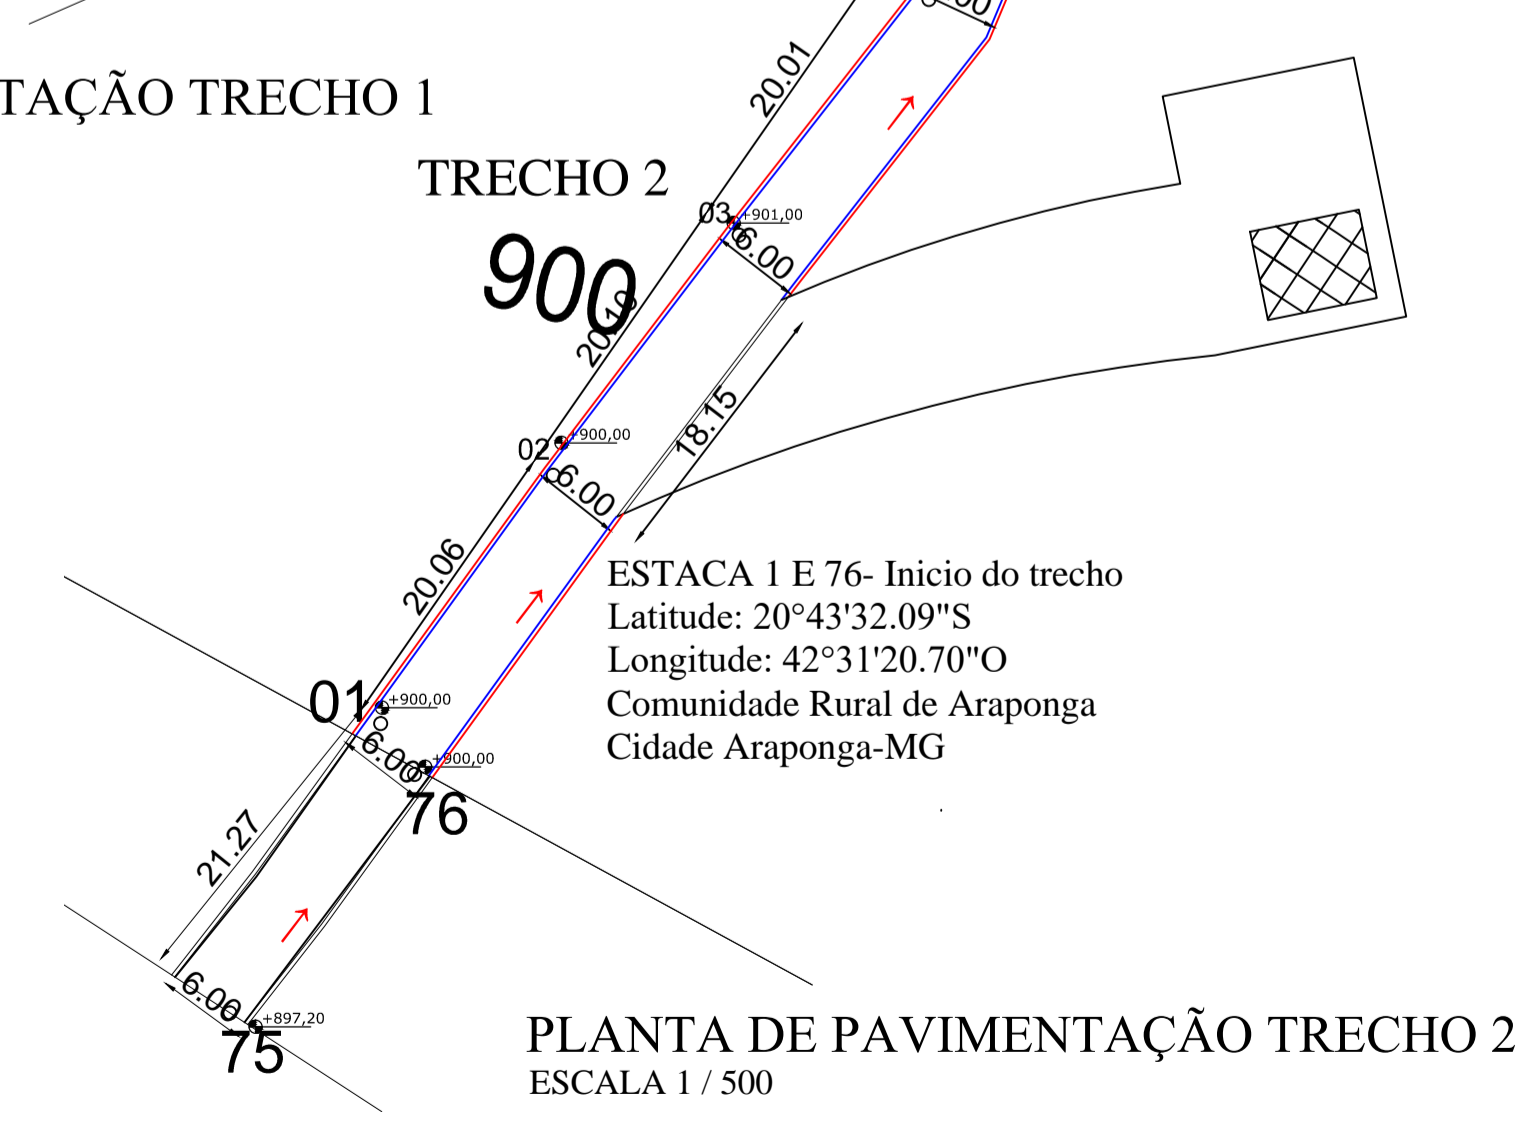 00
20.01
TAÇÃO TRECHO 1
TRECHO 2
03
+901,00
6.00
900
20.10
18.15
02
+900,00
6.00
20.06
ESTACA 1 E 76- Inicio do trecho
Latitude: 20°43'32.09"S
Longitude: 42°31'20.70"O
Comunidade Rural de Araponga
Cidade Araponga-MG
01
+900,00
6.00
+900,00
76
21.27
6.00
+897,20
75
PLANTA DE PAVIMENTAÇÃO TRECHO 2
ESCALA 1 / 500